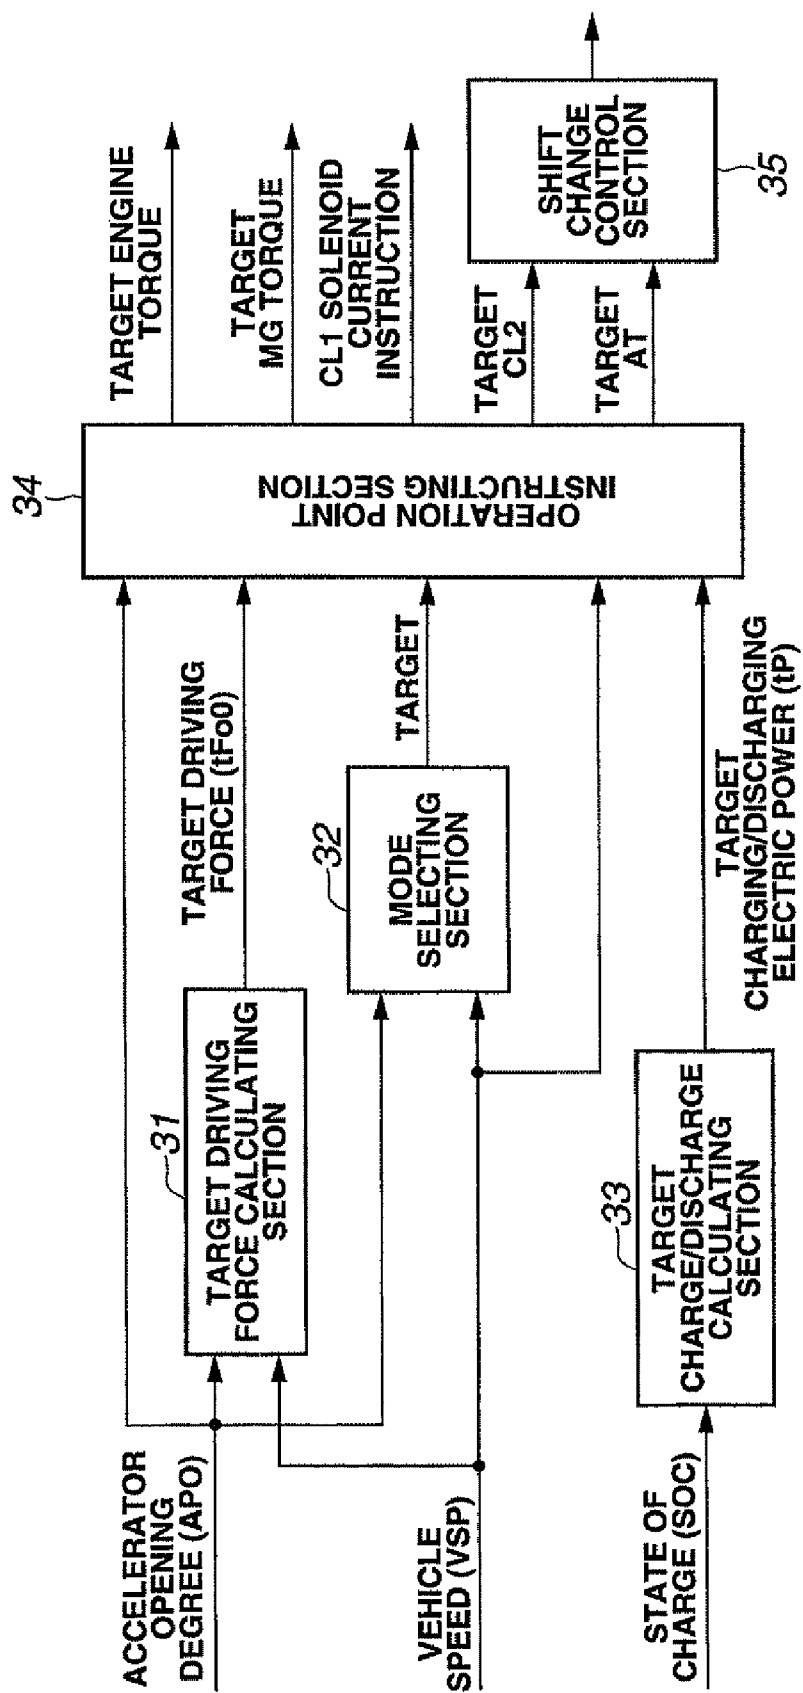 ACCELERATOR
OPENING
DEGREE (APO)
VEHICLE
SPEED (VSP)
STATE OF
CHARGE (SOC)
31
TARGET DRIVING
FORCE CALCULATING
SECTION
TARGET DRIVING
FORCE (tFo0)
32
MODE
SELECTING
SECTION
TARGET
33
TARGET
CHARGE/DISCHARGE
CALCULATING
SECTION
TARGET
CHARGING/DISCHARGING
ELECTRIC POWER (tP)
34
OPERATION POINT
INSTRUCTING SECTION
TARGET ENGINE
TORQUE
TARGET
MG TORQUE
CL1 SOLENOID
CURRENT
INSTRUCTION
TARGET
CL2
TARGET
AT
SHIFT
CHANGE
CONTROL
SECTION
35